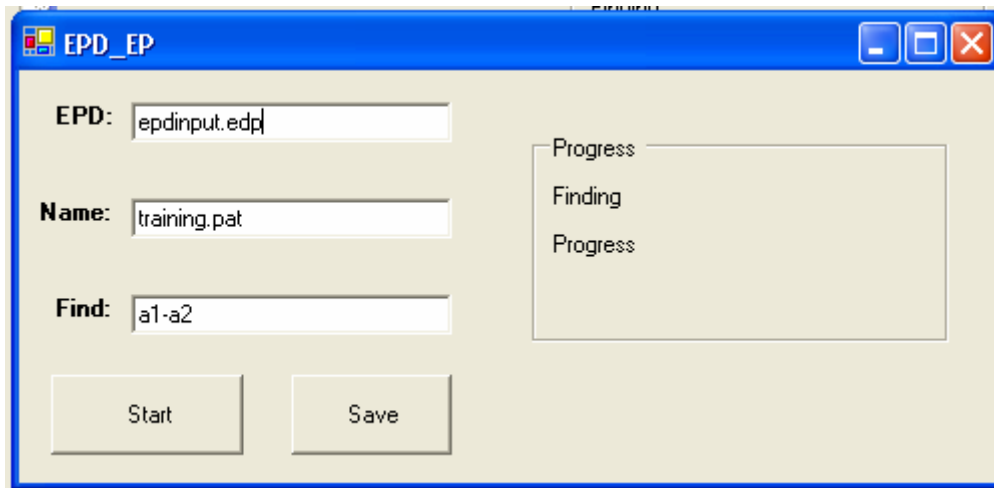 EPD_EP
EPD: epdinput.edp
Name: training.pat
Find: a1-a2
Start Save
Progress
Finding
Progress